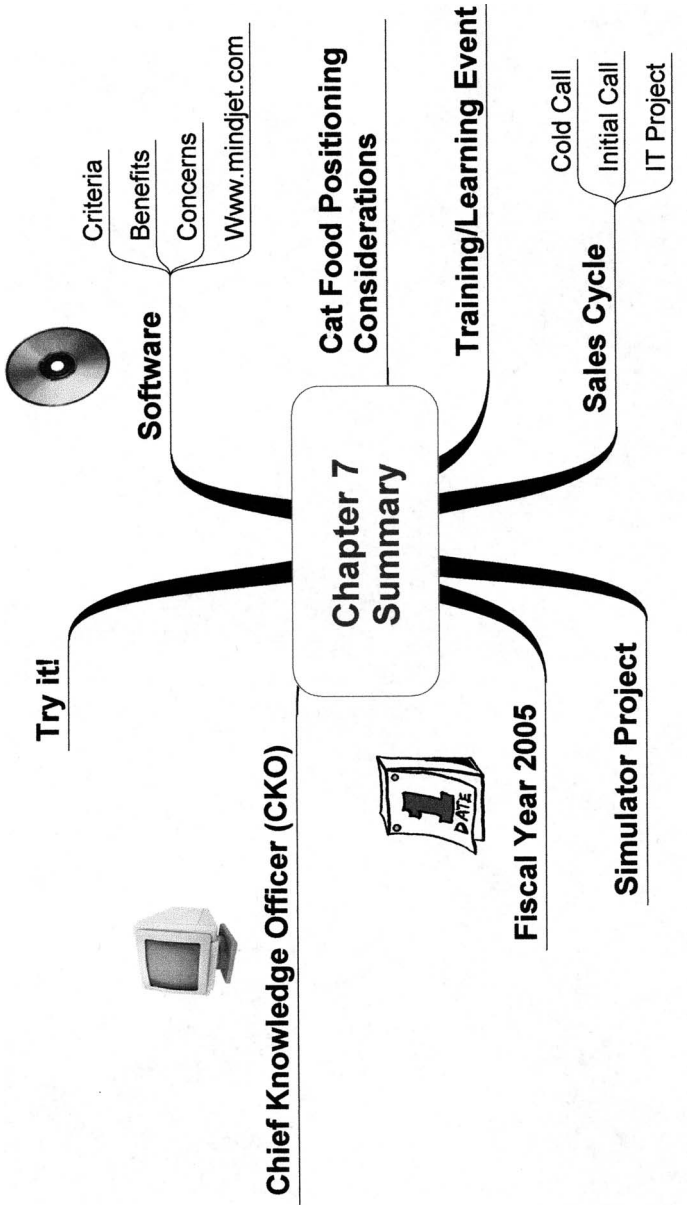 Chapter 7
Summary
Software
Criteria
Benefits
Concerns
Www.mindjet.com
Cat Food Positioning
Considerations
Training/Learning Event
Sales Cycle
Cold Call
Initial Call
IT Project
Simulator Project
Fiscal Year 2005
1
DATE
Chief Knowledge Officer (CKO)
Try it!